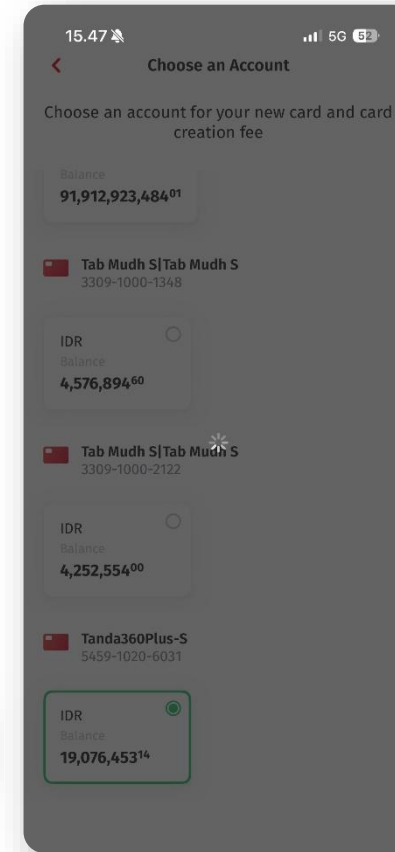 15.47
5G 52
Choose an Account
Choose an account for your new card and card
creation fee
Balance
91,912,923,484⁰¹
Tab Mudh S|Tab Mudh S
3309-1000-1348
IDR
Balance
4,576,894⁶⁰
Tab Mudh S|Tab Mudh S
3309-1000-2122
IDR
Balance
4,252,554⁰⁰
Tanda360Plus-S
5459-1020-6031
IDR
Balance
19,076,453¹⁴